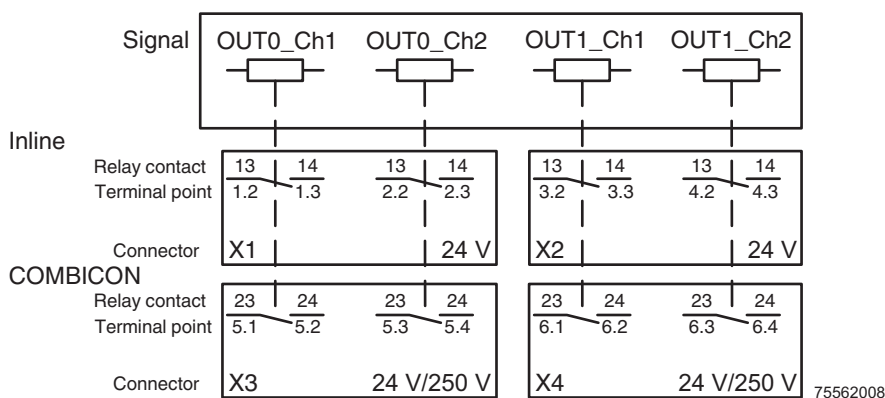 Signal OUT0_Ch1 OUT0_Ch2 OUT1_Ch1 OUT1_Ch2
Inline
Relay contact 13 14 13 14 13 14 13 14
Terminal point 1.2 1.3 2.2 2.3 3.2 3.3 4.2 4.3
Connector X1 24 V X2 24 V
COMBICON
Relay contact 23 24 23 24 23 24 23 24
Terminal point 5.1 5.2 5.3 5.4 6.1 6.2 6.3 6.4
Connector X3 24 V/250 V X4 24 V/250 V
75562008